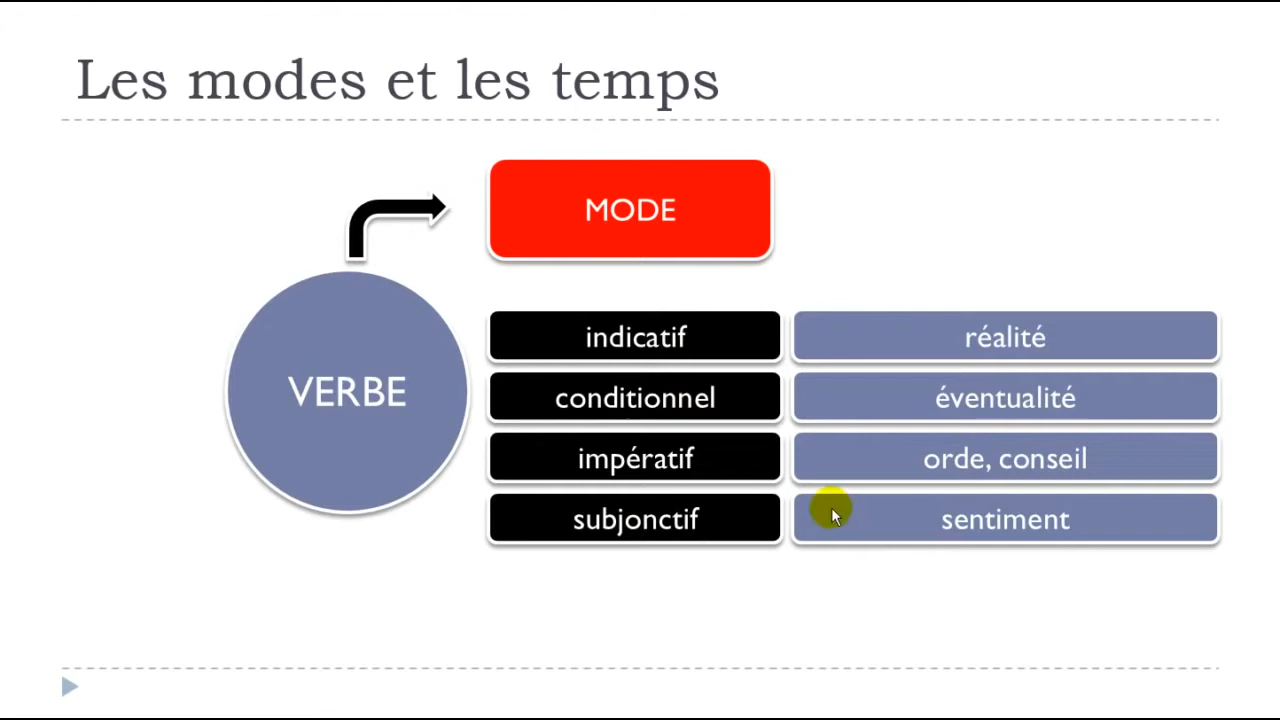 Les modes et les temps
MODE
VERBE
indicatif
réalité
conditionnel
éventualité
impératif
orde, conseil
subjonctif
sentiment